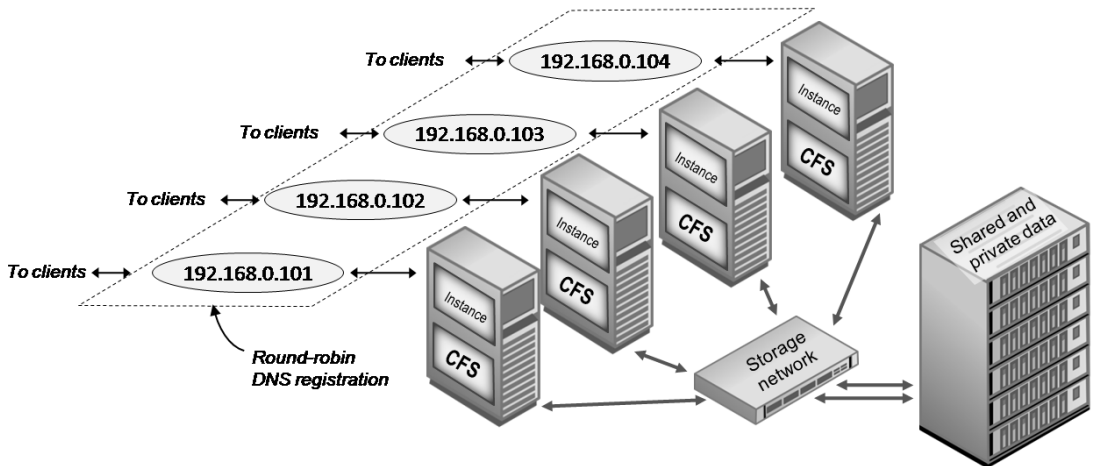 To clients
192.168.0.104
Instance
CFS
To clients
192.168.0.103
Instance
CFS
To clients
192.168.0.102
Instance
CFS
To clients
192.168.0.101
Instance
CFS
Shared and
private data
Round-robin
DNS registration
Storage
network